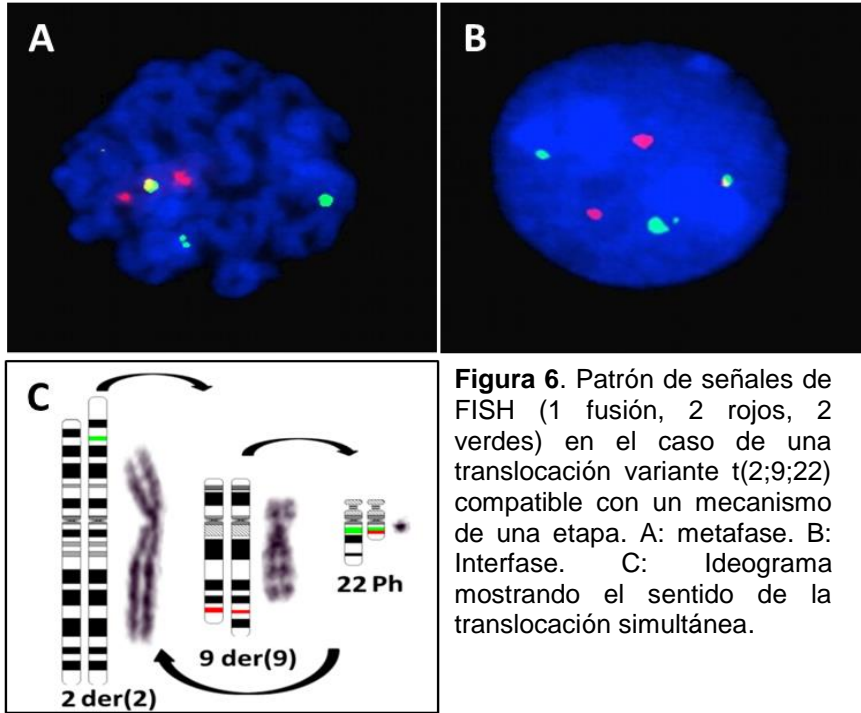 A
B
C
2 der(2)
9 der(9)
22 Ph
Figura 6. Patrón de señales de
FISH (1 fusión, 2 rojos, 2
verdes) en el caso de una
translocación variante t(2;9;22)
compatible con un mecanismo
de una etapa. A: metafase. B:
Interfase. C: Ideograma
mostrando el sentido de la
translocación simultánea.